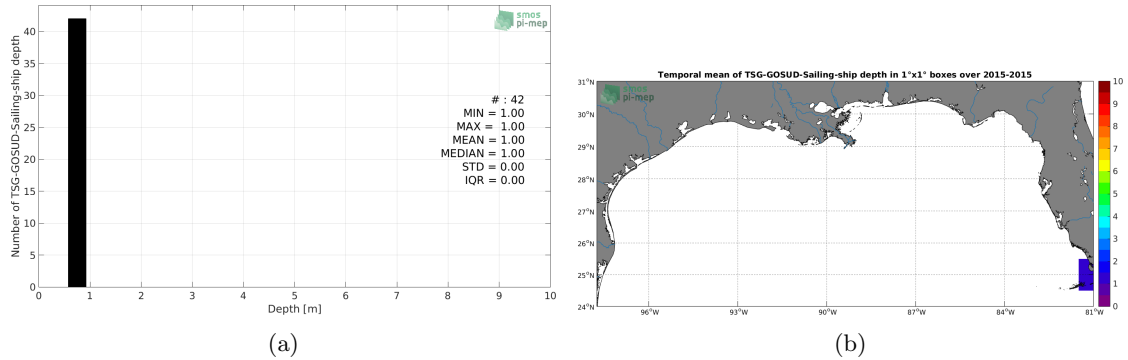 smos
pi-mep
Number of TSG-GOSUD-Sailing-ship depth
40
35
30
25
20
15
10
5
0
# : 42
MIN = 1.00
MAX = 1.00
MEAN = 1.00
MEDIAN = 1.00
STD = 0.00
IQR = 0.00
0 1 2 3 4 5 6 7 8 9 10
Depth [m]
(a)
Temporal mean of TSG-GOSUD-Sailing-ship depth in 1°x1° boxes over 2015-2015
smos
pi-mep
31°N
30°N
29°N
28°N
27°N
26°N
25°N
24°N
96°W 93°W 90°W 87°W 84°W 81°W
10
9
8
7
6
5
4
3
2
1
0
(b)